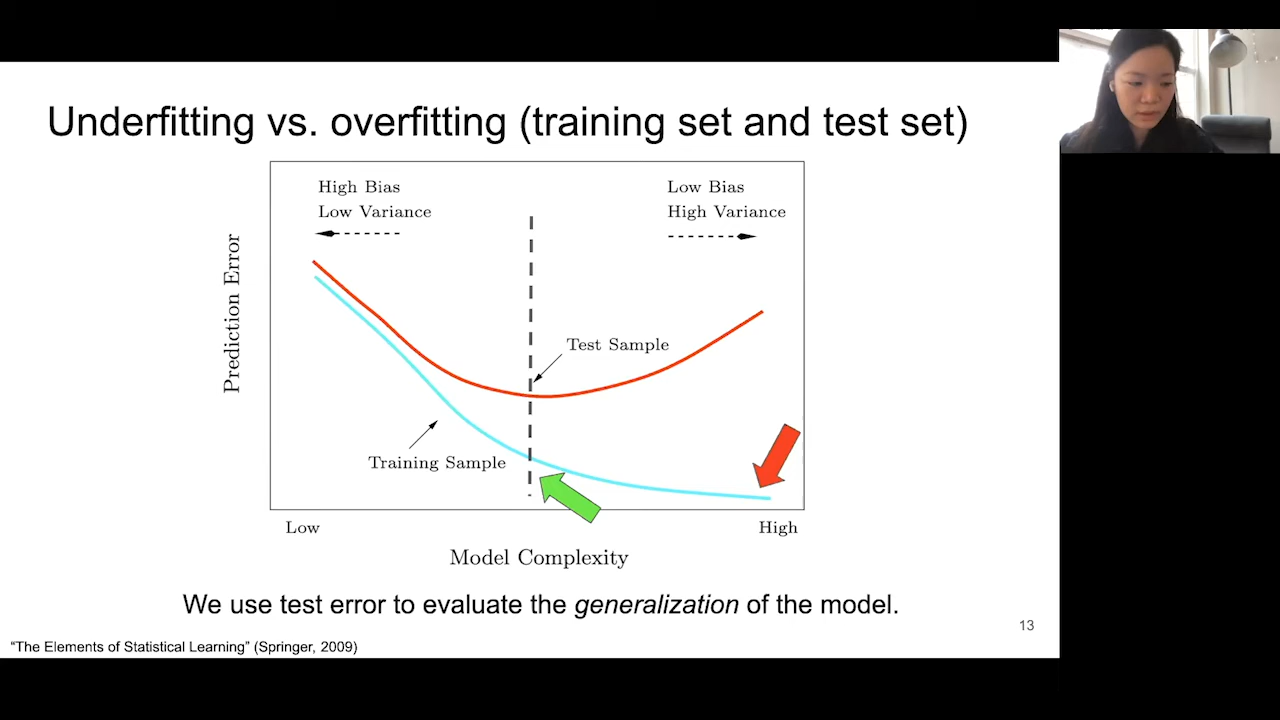 Underfitting vs. overfitting (training set and test set)
High Bias
Low Variance
Low Bias
High Variance
Prediction Error
Test Sample
Training Sample
Low
High
Model Complexity
We use test error to evaluate the generalization of the model.
13
“The Elements of Statistical Learning” (Springer, 2009)